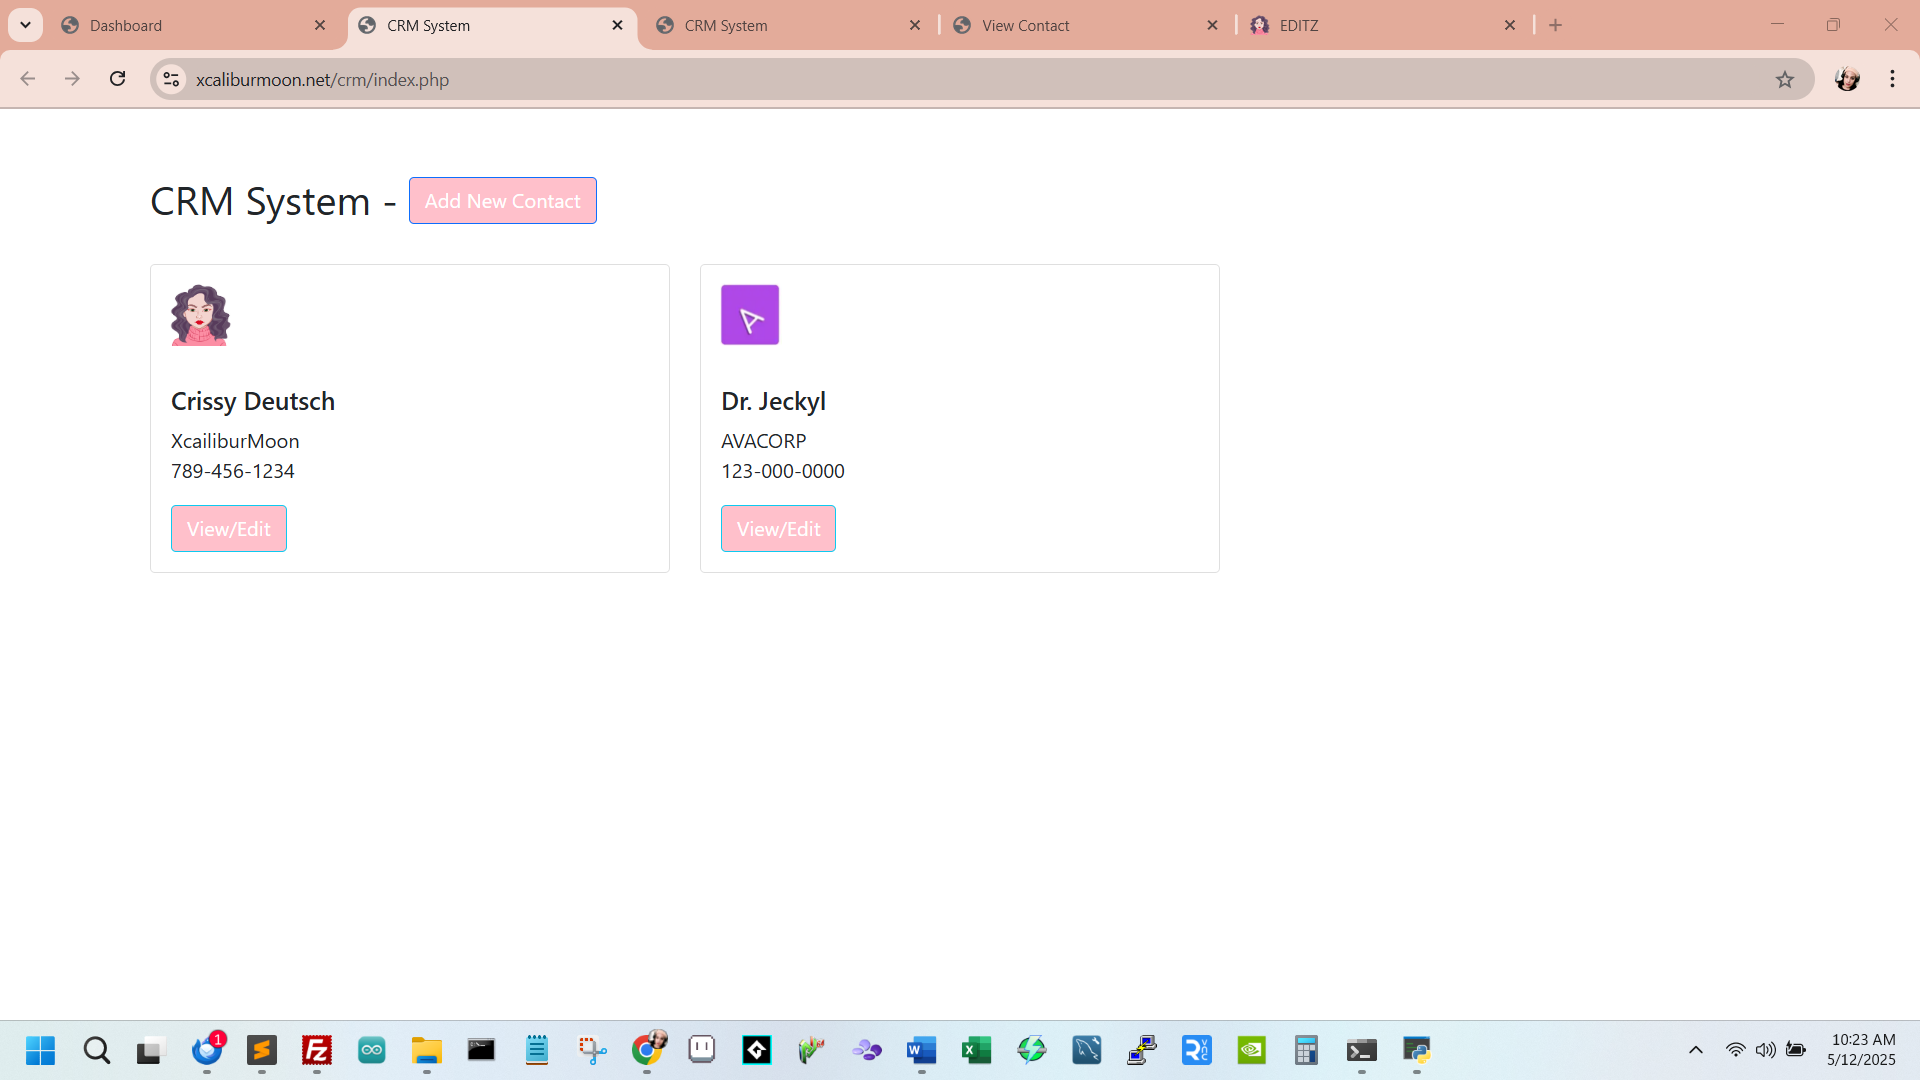 Dashboard
CRM System
CRM System
View Contact
EDITZ
xcaliburmoon.net/crm/index.php
CRM System - Add New Contact
A
Crissy Deutsch
XcailiburMoon
789-456-1234
View/Edit
Dr. Jeckyl
AVACORP
123-000-0000
View/Edit
1
10:23 AM
5/12/2025